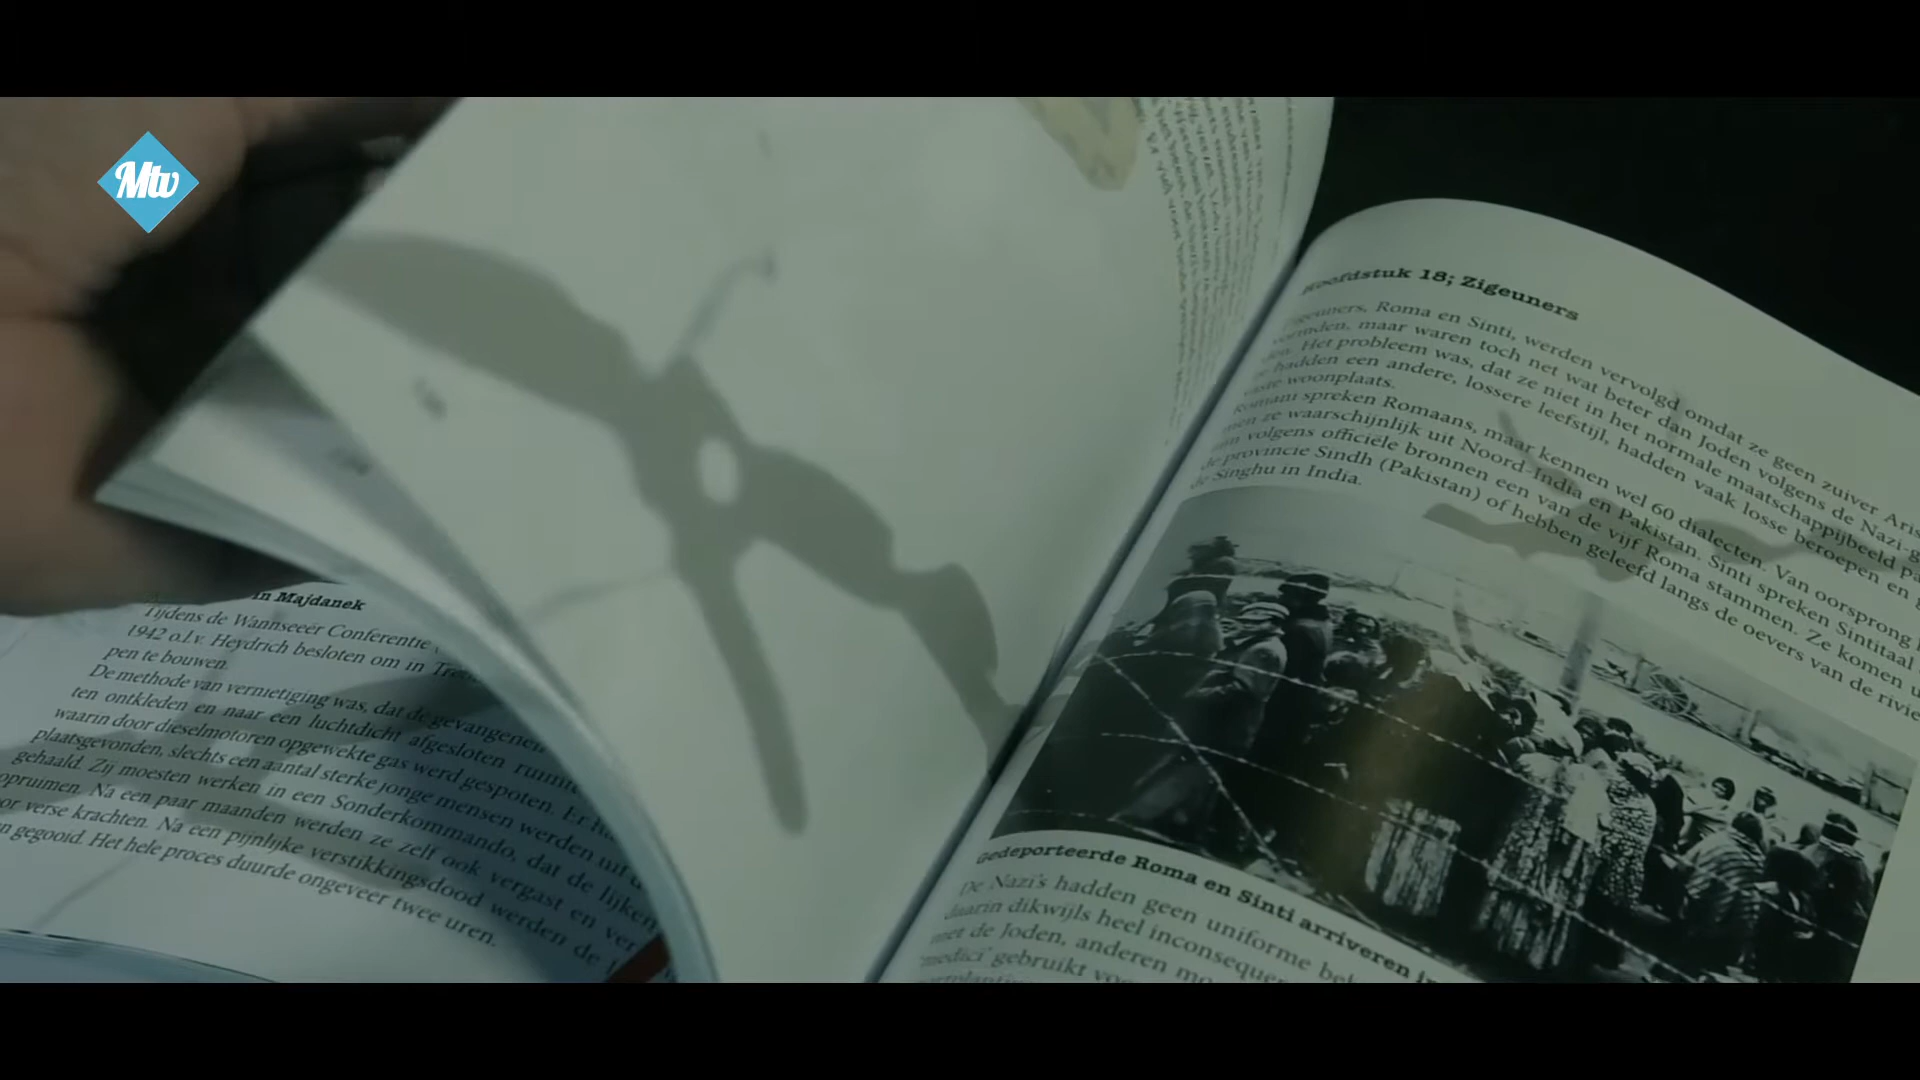 Mtv
in Majdanek
Tijdens de Wannseeër Conferentie
1942 o.l.v. Heydrich besloten om in
pen te bouwen.
De methode van vernietiging was, dat de gevangenen
ten ontkleden en naar een luchtdicht afgesloten
waarin door dieselmotoren opgewekte gas werd gespoten. Er
plaatsgevonden, slechts een aantal sterke jonge mensen werden uit
gehaald. Zij moesten werken in een Sonderkommando, dat de lijken
opruimen. Na een paar maanden werden ze zelf ook vergast en
verse krachten. Na een pijnlijke verstikkingsdood werden de
gegooid. Het hele proces duurde ongeveer twee uren.
Hoofdstuk 18; Zigeuners
Roma en Sinti, werden vervolgd omdat ze geen zuiver
maar waren toch net wat beter dan Joden volgens de
Het probleem was, dat ze niet in het normale maatschappijbeeld
hadden een andere, lossere leefstijl, hadden vaak losse beroepen en
woonplaats.
Romani spreken Romaans, maar kennen wel 60 dialecten. Van oorsprong
ze waarschijnlijk uit Noord-India en Pakistan. Sinti spreken Sintitaal
volgens officiële bronnen een van de vijf Roma stammen. Ze komen
de provincie Sindh (Pakistan) of hebben geleefd langs de oevers van de
Singhu in India.
Gedeporteerde Roma en Sinti arriveren
De Nazi's hadden geen uniforme
daarin dikwijls heel
met de Joden, anderen
gebruikt